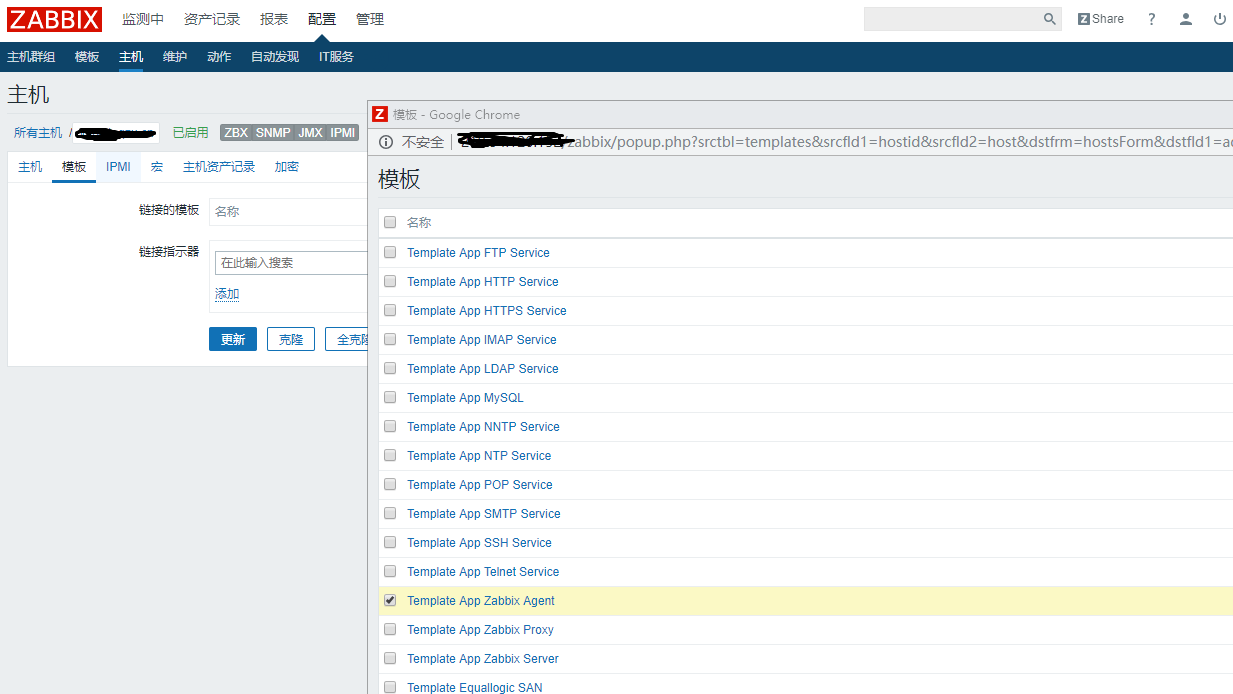 ZABBIX 监测中 资产记录 报表 配置 管理 Z Share ?
主机群组 模板 主机 维护 动作 自动发现 IT服务
主机
所有主机 / 已启用 ZBX SNMP JMX IPMI
主机 模板 IPMI 宏 主机资产记录 加密
链接的模板 名称
链接指示器
在此输入搜索
添加
更新 克隆 全克隆
Z 模板 - Google Chrome
不安全 /zabbix/popup.php?srctbl=templates&srcfld1=hostid&srcfld2=host&dstfrm=hostsForm&dstfld1=ad
模板
名称
Template App FTP Service
Template App HTTP Service
Template App HTTPS Service
Template App IMAP Service
Template App LDAP Service
Template App MySQL
Template App NNTP Service
Template App NTP Service
Template App POP Service
Template App SMTP Service
Template App SSH Service
Template App Telnet Service
Template App Zabbix Agent
Template App Zabbix Proxy
Template App Zabbix Server
Template Equallogic SAN